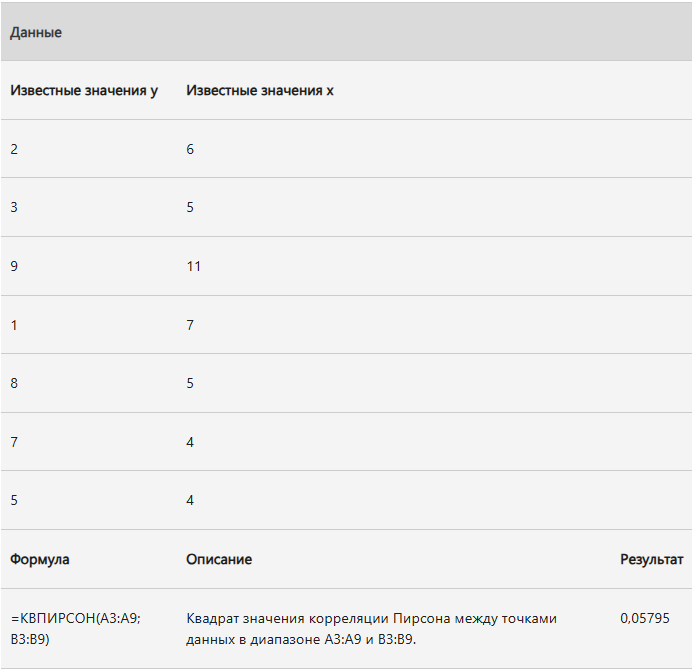 Данные
Известные значения y Известные значения x
2 6
3 5
9 11
1 7
8 5
7 4
5 4
Формула Описание Результат
=КВПИРСОН(A3:A9; Квадрат значения корреляции Пирсона между точками 0,05795
B3:B9) данных в диапазоне A3:A9 и B3:B9.